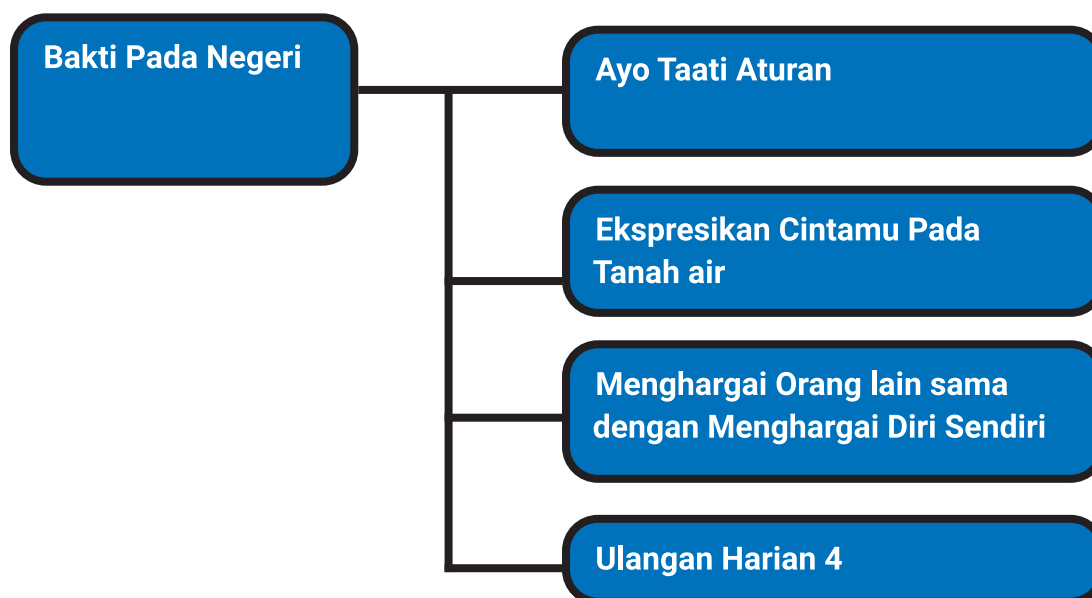 Bakti Pada Negeri
Ayo Taati Aturan
Ekspresikan Cintamu Pada
Tanah air
Menghargai Orang lain sama
dengan Menghargai Diri Sendiri
Ulangan Harian 4